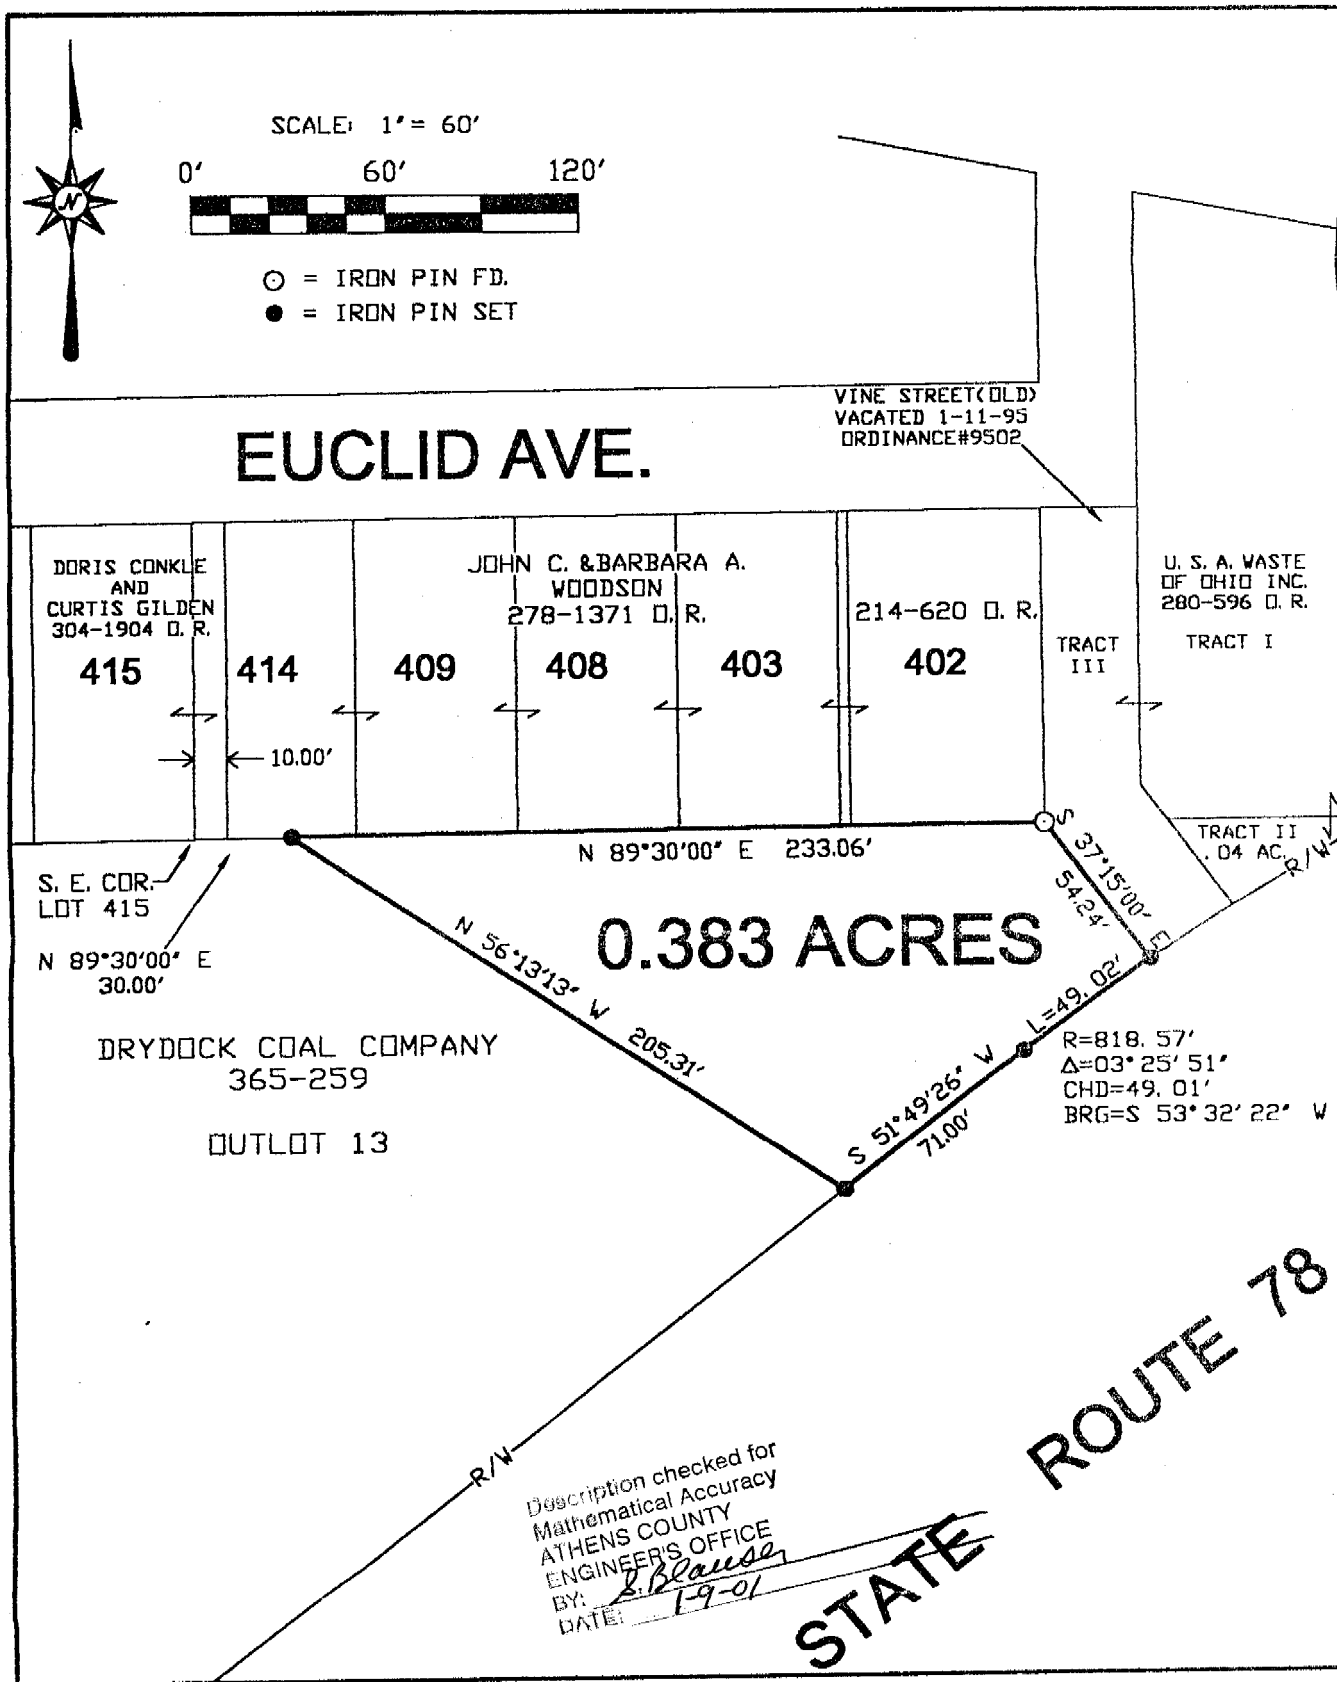 SCALE: 1"= 60'
0' 60' 120'
N
⊙ = IRON PIN FD.
● = IRON PIN SET
VINE STREET(OLD)
VACATED 1-11-95
ORDINANCE#9502
EUCLID AVE.
DORIS CONKLE
AND
CURTIS GILDEN
304-1904 O. R.
415
414
409
JOHN C. &BARBARA A.
WOODSON
278-1371 O. R.
408
403
214-620 O. R.
402
TRACT
III
U. S. A. WASTE
OF OHIO INC.
280-596 O. R.
TRACT I
10.00'
N 89°30'00" E 233.06'
S 37°15'00" E
54.24'
TRACT II
.04 AC.
R/W
S. E. COR.
LOT 415
N 89°30'00" E
30.00'
0.383 ACRES
N 56°13'13" W 205.31'
L=49. 02'
R=818. 57'
Δ=03° 25' 51"
CHD=49. 01'
BRG=S 53° 32' 22" W
S 51°49'26" W
71.00'
DRYDOCK COAL COMPANY
365-259
OUTLOT 13
R/W
STATE ROUTE 78
Description checked for
Mathematical Accuracy
ATHENS COUNTY
ENGINEER'S OFFICE
BY: S. Blauser
DATE: 1-9-01